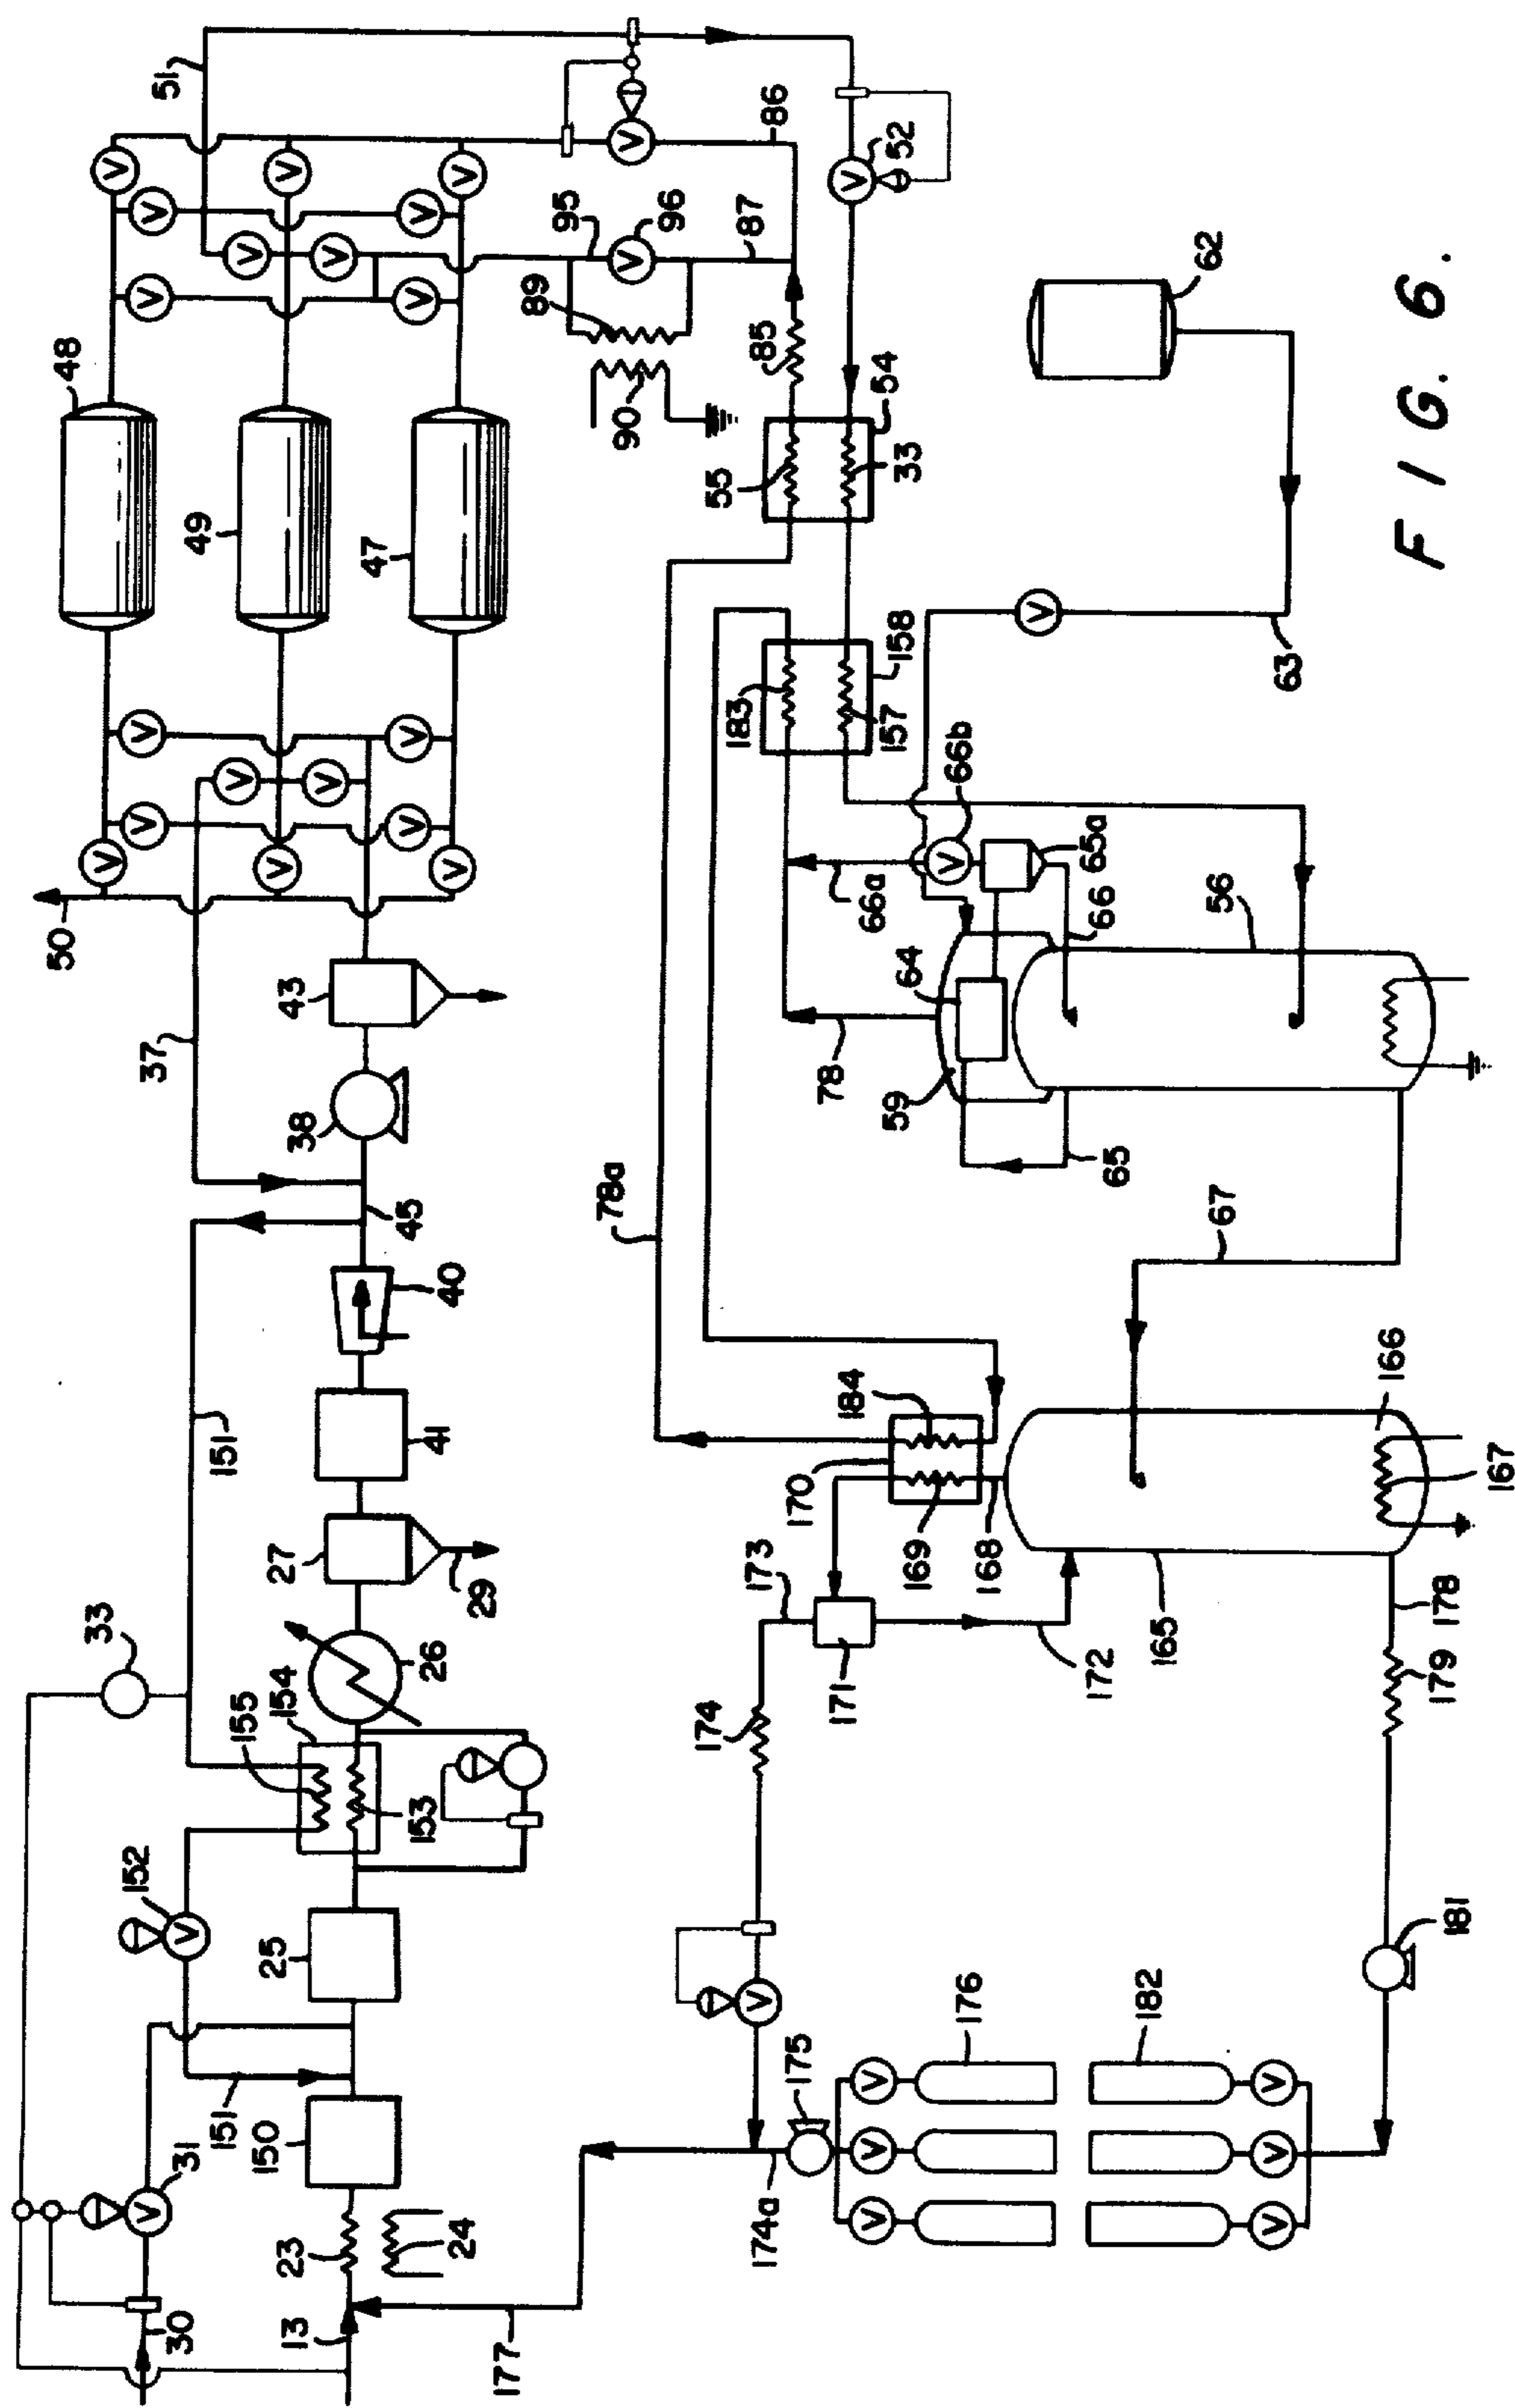 50
V
V
V
V
V
48
V
V
V
152
V
151
37
51
31
V
30
33
151
V
V
49
V
V
V
V
V
150
25
155
154
27
43
23
13
153
26
41
40
45
38
47
V
V
V
V
V
V
24
29
177
89
95
90
V
96
V
86
78a
174
173
183
55
85
87
174a
175
V
171
170
184
78
158
54
V
52
V
V
V
169
66a
157
33
176
168
59
64
66b
V
172
65a
182
165
65
66
V
63
V
V
V
67
56
62
181
179
178
167
166
F I G. 6.